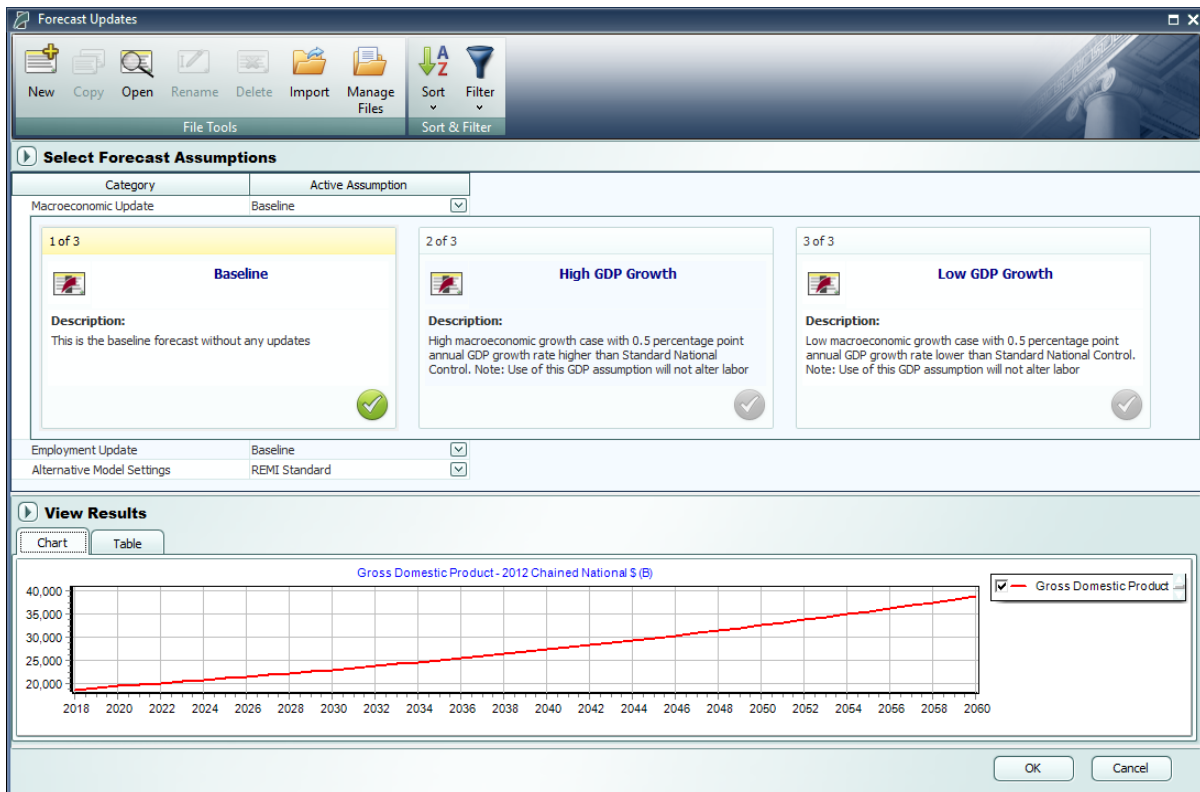 Forecast Updates
New Copy Open Rename Delete Import Manage Files Sort Filter
File Tools Sort & Filter
Select Forecast Assumptions
Category Active Assumption
Macroeconomic Update Baseline
1 of 3
Baseline
Description:
This is the baseline forecast without any updates
2 of 3
High GDP Growth
Description:
High macroeconomic growth case with 0.5 percentage point
annual GDP growth rate higher than Standard National
Control. Note: Use of this GDP assumption will not alter labor
3 of 3
Low GDP Growth
Description:
Low macroeconomic growth case with 0.5 percentage point
annual GDP growth rate lower than Standard National Control.
Note: Use of this GDP assumption will not alter labor
Employment Update Baseline
Alternative Model Settings REMI Standard
View Results
Chart Table
Gross Domestic Product - 2012 Chained National $ (B)
Gross Domestic Product
40,000
35,000
30,000
25,000
20,000
2018 2020 2022 2024 2026 2028 2030 2032 2034 2036 2038 2040 2042 2044 2046 2048 2050 2052 2054 2056 2058 2060
OK Cancel